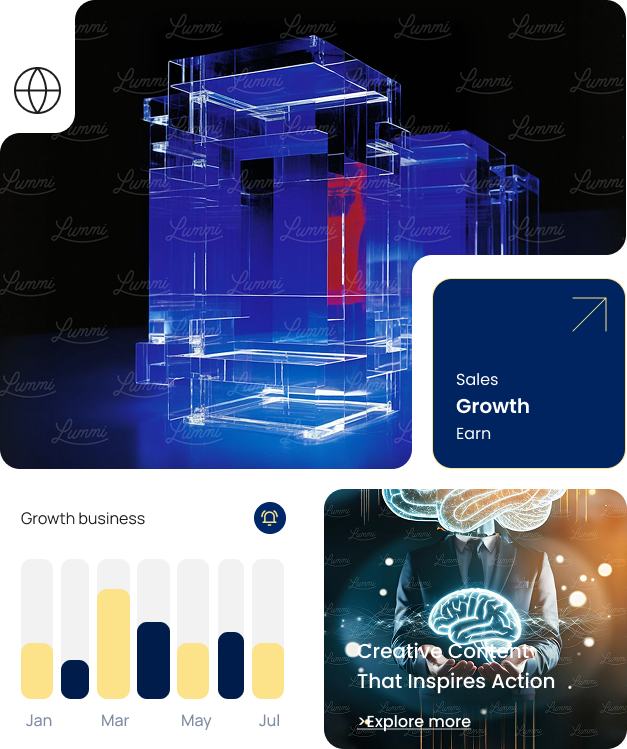 Lummi
Sales
Growth
Earn
Growth business
Jan
Mar
May
Jul
Creative Content
That Inspires Action
>Explore more